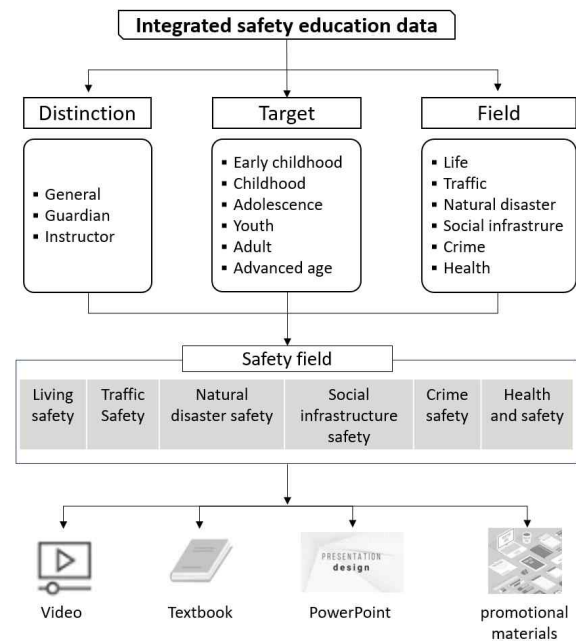 Integrated safety education data
Distinction
Target
Field
General
Guardian
Instructor
Early childhood
Childhood
Adolescence
Youth
Adult
Advanced age
Life
Traffic
Natural disaster
Social infrastrure
Crime
Health
Safety field
Living
safety
Traffic
Safety
Natural
disaster safety
Social
infrastructure
safety
Crime
safety
Health
and safety
PRESENTATION
design
Video
Textbook
PowerPoint
promotional
materials